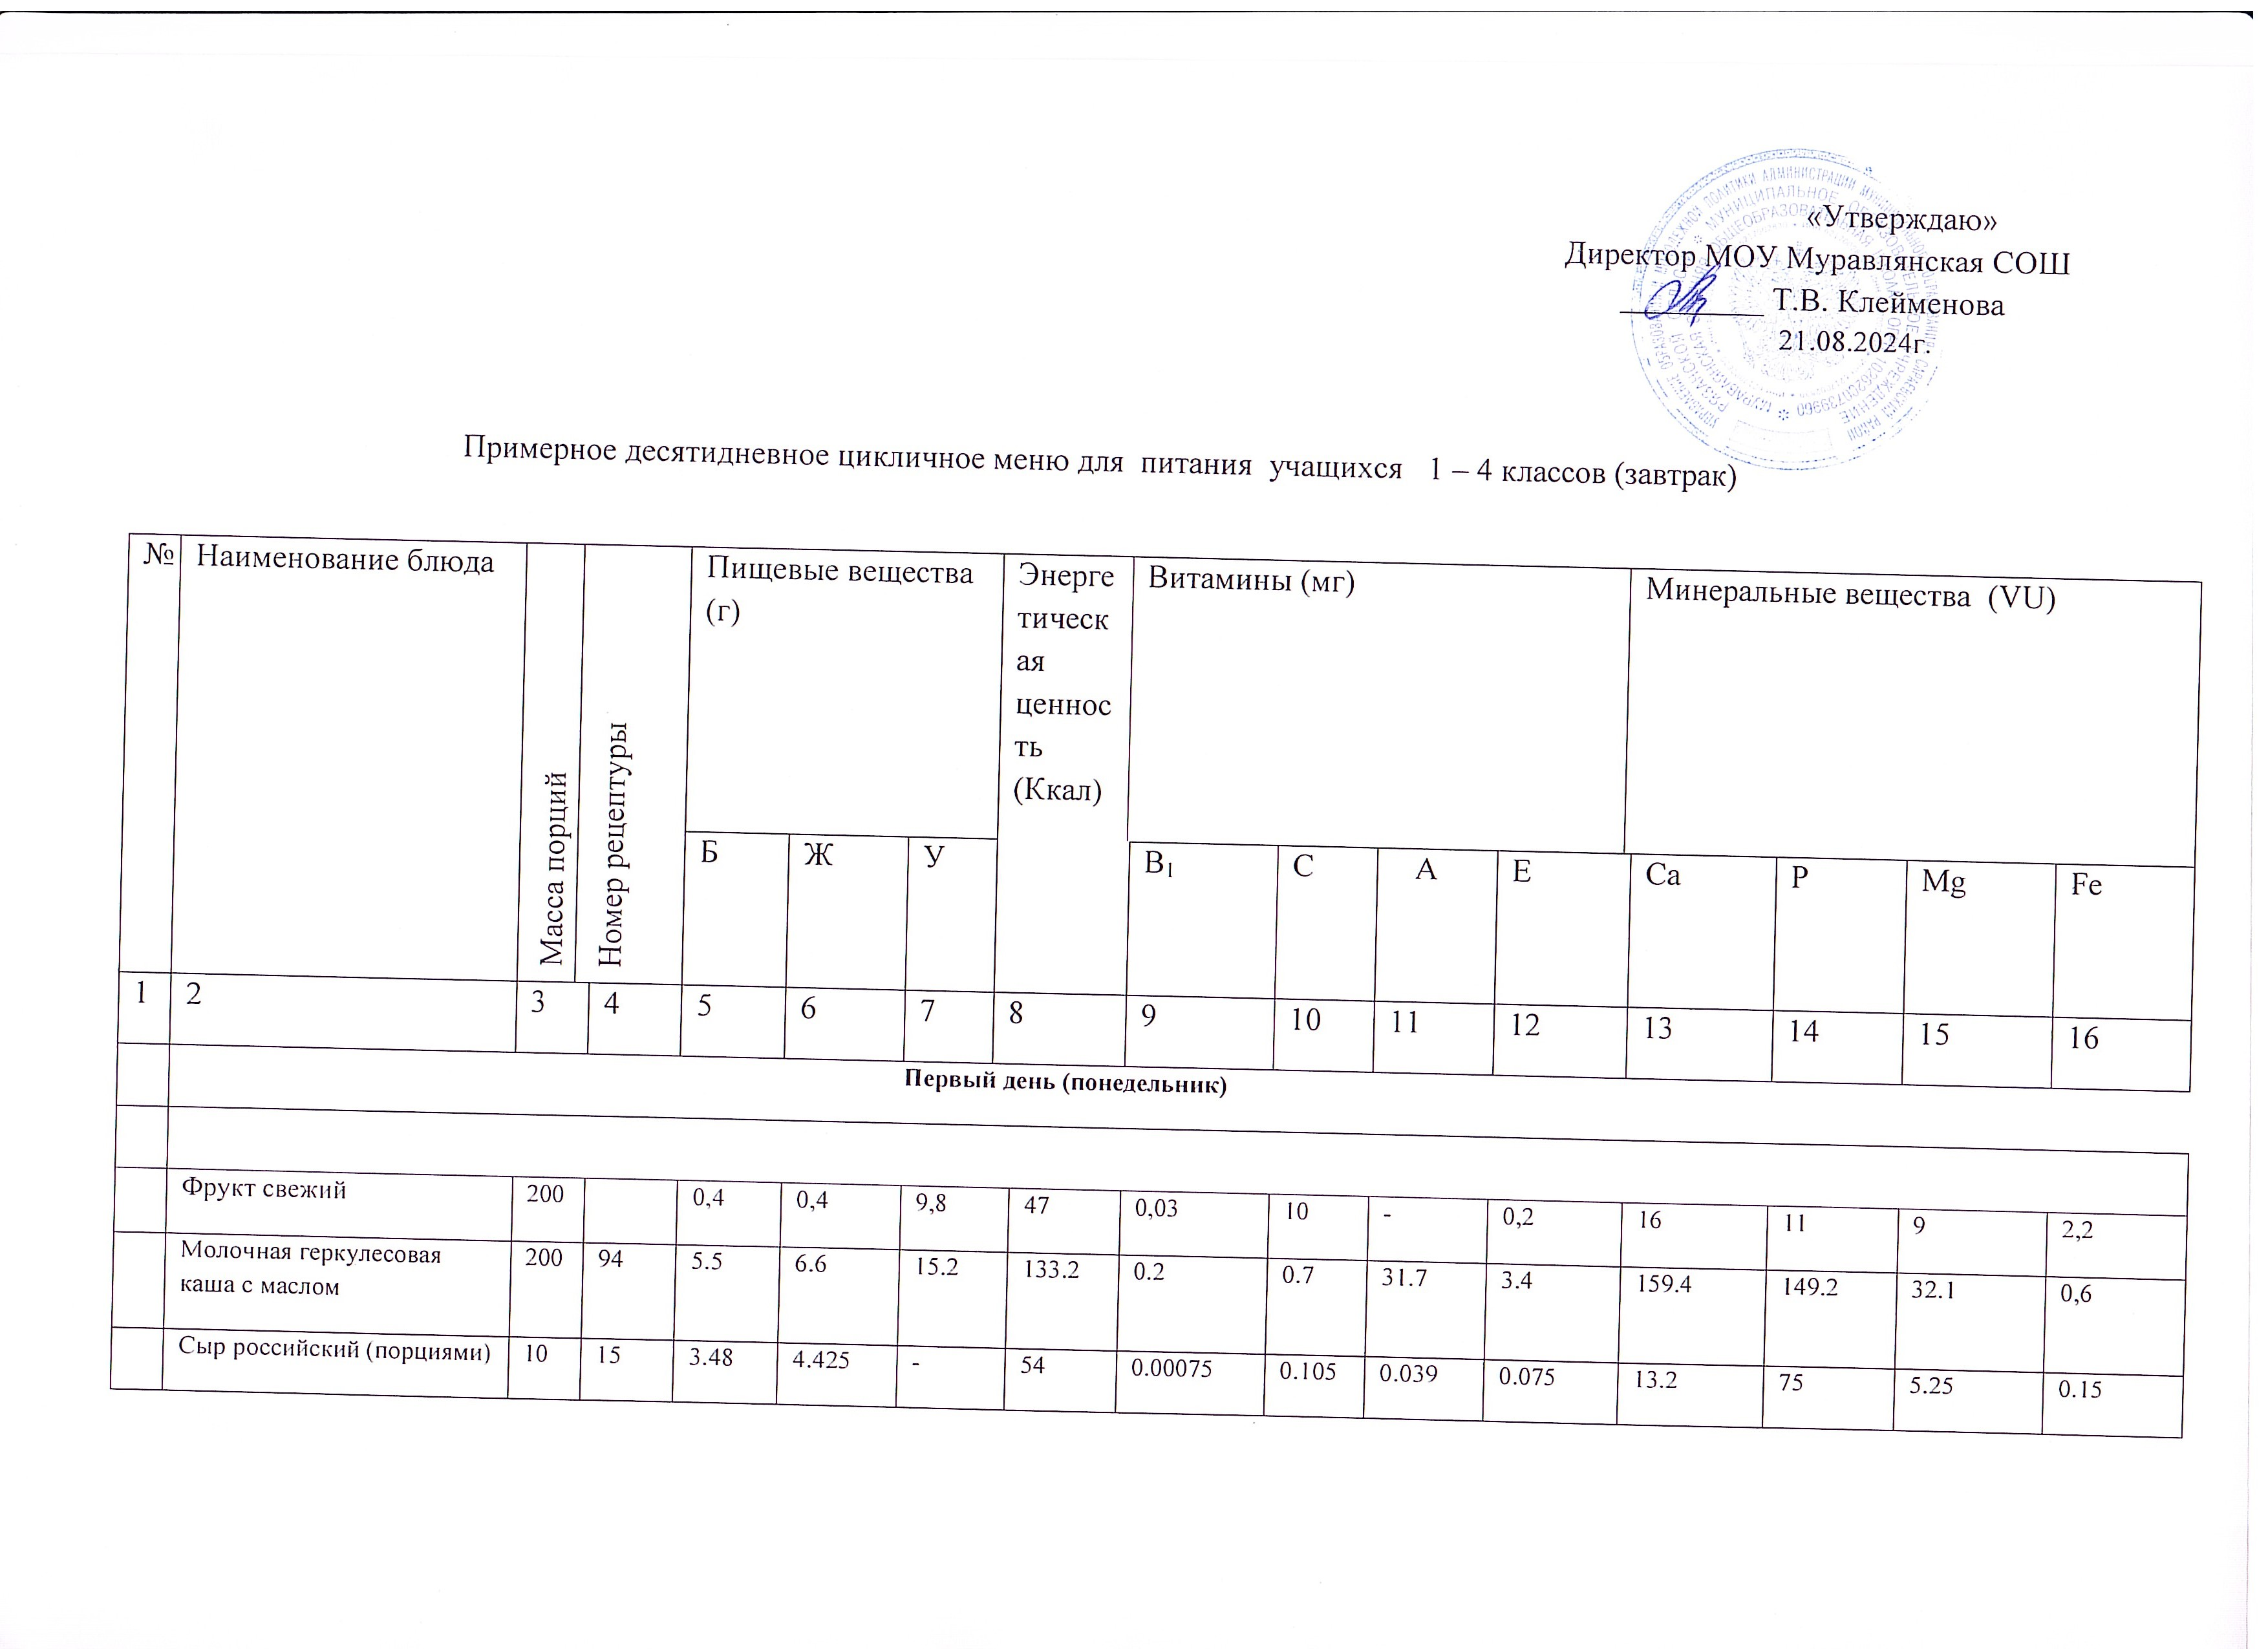 «Утверждаю»
Директор МОУ Муравлянская СОШ
Т.В. Клейменова
21.08.2024г.
Примерное десятидневное цикличное меню для питания учащихся 1 – 4 классов (завтрак)
№ Наименование блюда Масса порций Номер рецептуры Пищевые вещества (г) Энергетическая ценность (Ккал) Витамины (мг) Минеральные вещества (VU)
Б Ж У B₁ C A E Ca P Mg Fe
1 2 3 4 5 6 7 8 9 10 11 12 13 14 15 16
Первый день (понедельник)
Фрукт свежий 200 0,4 0,4 9,8 47 0,03 10 - 0,2 16 11 9 2,2
Молочная геркулесовая каша с маслом 200 94 5.5 6.6 15.2 133.2 0.2 0.7 31.7 3.4 159.4 149.2 32.1 0,6
Сыр российский (порциями) 10 15 3.48 4.425 - 54 0.00075 0.105 0.039 0.075 13.2 75 5.25 0.15